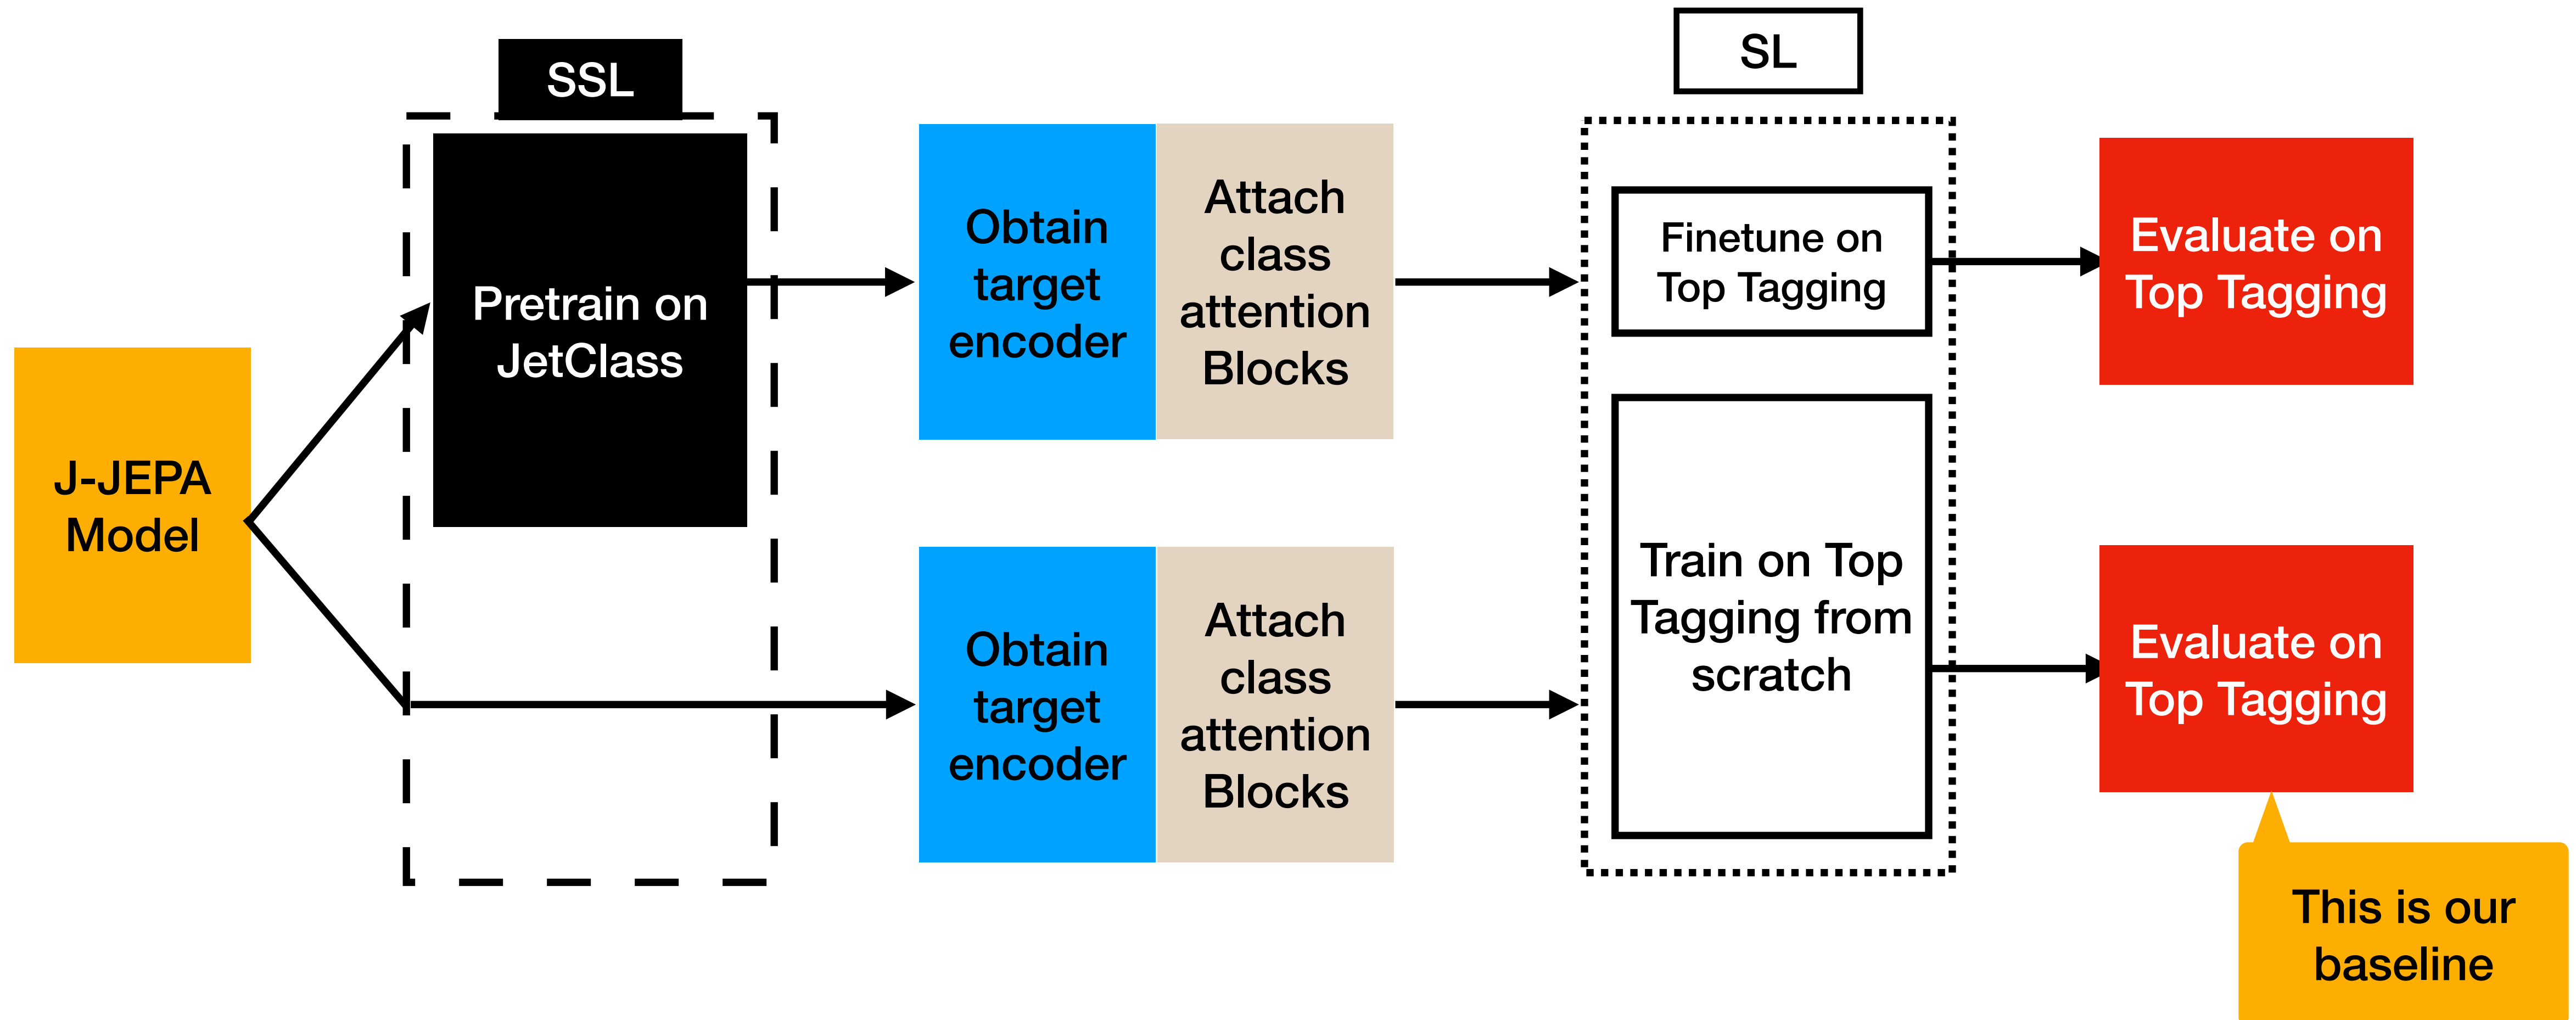 SSL
SL
J-JEPA
Model
Pretrain on
JetClass
Obtain
target
encoder
Attach
class
attention
Blocks
Finetune on
Top Tagging
Evaluate on
Top Tagging
Obtain
target
encoder
Attach
class
attention
Blocks
Train on Top
Tagging from
scratch
Evaluate on
Top Tagging
This is our
baseline